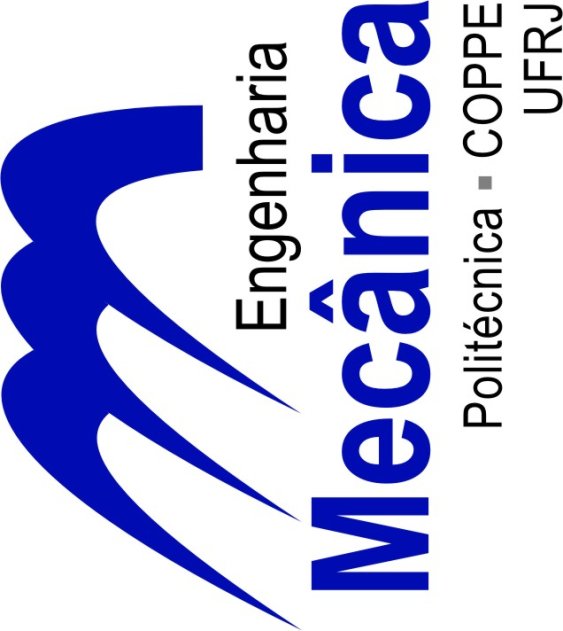 Engenharia
Mecânica
Politécnica ▪ COPPE
UFRJ